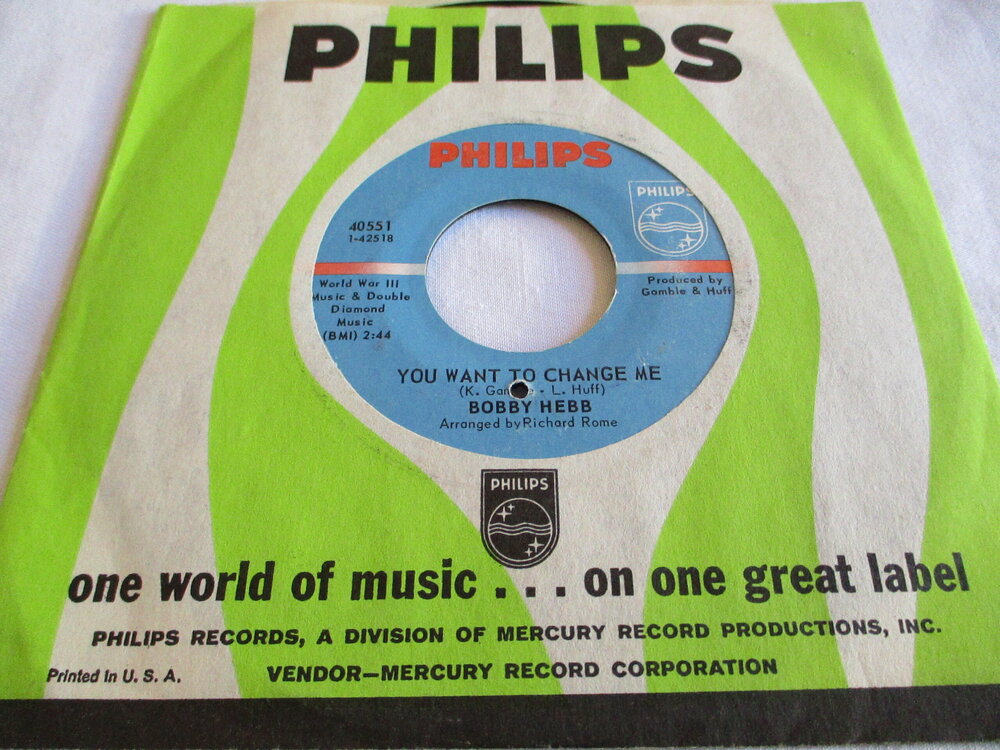 PHILIPS
PHILIPS
PHILIPS
40551
1-42518
World War III
Music & Double
Diamond
Music
(BMI) 2:44
Produced by
Gamble & Huff
YOU WANT TO CHANGE ME
(K. - L. Huff)
BOBBY HEBB
Arranged by Richard Rome
PHILIPS
one world of music . . . on one great label
PHILIPS RECORDS, A DIVISION OF MERCURY RECORD PRODUCTIONS, INC.
Printed In U. S. A.
VENDOR—MERCURY RECORD CORPORATION